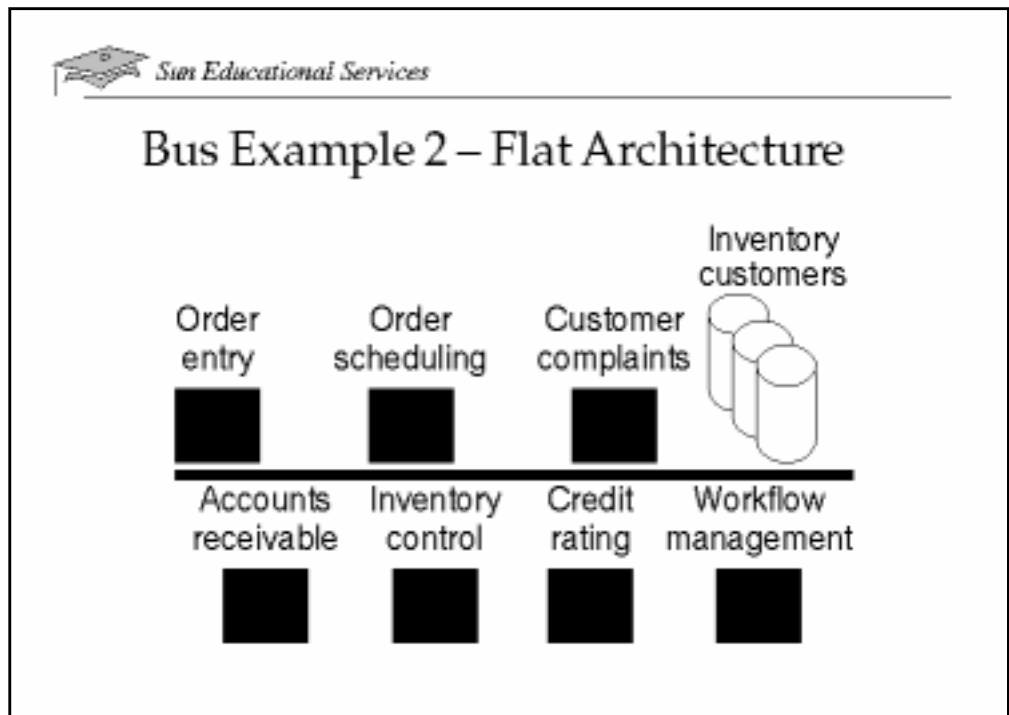 Sun Educational Services
Bus Example 2 – Flat Architecture
Inventory
customers
Order
entry
Order
scheduling
Customer
complaints
Accounts
receivable
Inventory
control
Credit
rating
Workflow
management